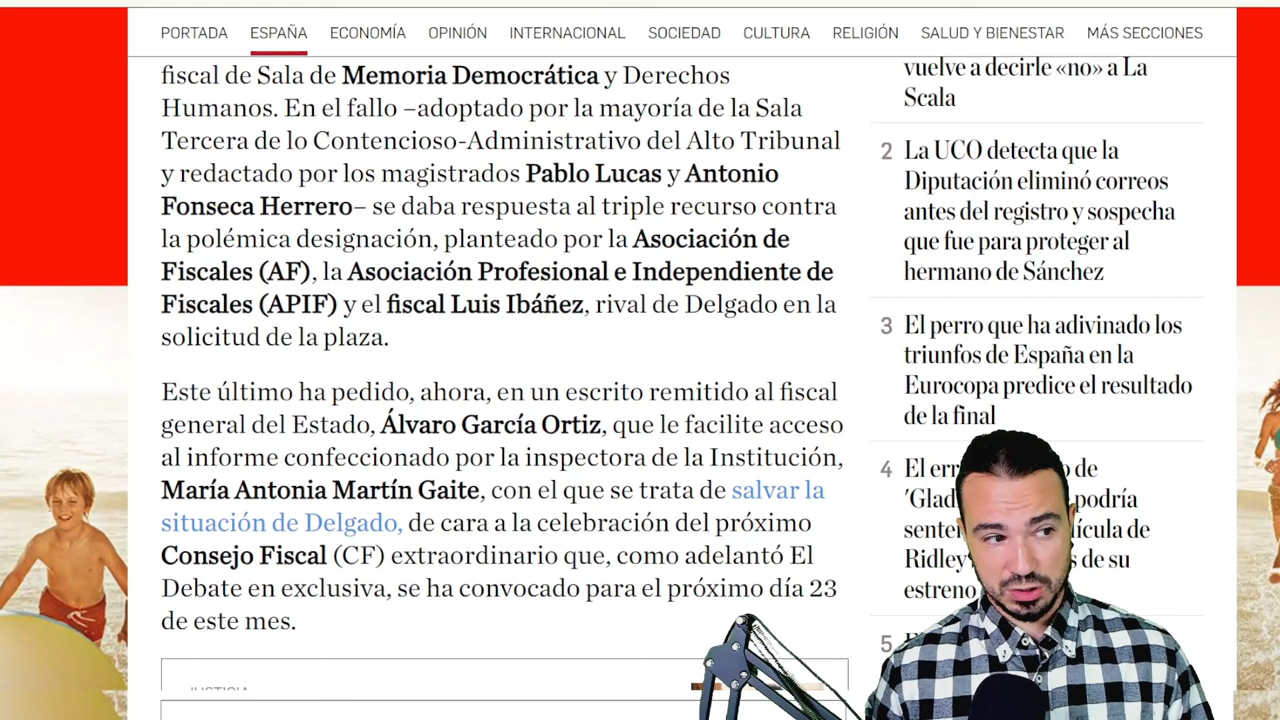 PORTADA ESPAÑA ECONOMÍA OPINIÓN INTERNACIONAL SOCIEDAD CULTURA RELIGIÓN SALUD Y BIENESTAR MÁS SECCIONES
fiscal de Sala de Memoria Democrática y Derechos
Humanos. En el fallo –adoptado por la mayoría de la Sala
Tercera de lo Contencioso-Administrativo del Alto Tribunal
y redactado por los magistrados Pablo Lucas y Antonio
Fonseca Herrero– se daba respuesta al triple recurso contra
la polémica designación, planteado por la Asociación de
Fiscales (AF), la Asociación Profesional e Independiente de
Fiscales (APIF) y el fiscal Luis Ibáñez, rival de Delgado en la
solicitud de la plaza.
Este último ha pedido, ahora, en un escrito remitido al fiscal
general del Estado, Álvaro García Ortiz, que le facilite acceso
al informe confeccionado por la inspectora de la Institución,
María Antonia Martín Gaite, con el que se trata de salvar la
situación de Delgado, de cara a la celebración del próximo
Consejo Fiscal (CF) extraordinario que, como adelantó El
Debate en exclusiva, se ha convocado para el próximo día 23
de este mes.
vuelve a decirle «no» a La
Scala
2 La UCO detecta que la
Diputación eliminó correos
antes del registro y sospecha
que fue para proteger al
hermano de Sánchez
3 El perro que ha adivinado los
triunfos de España en la
Eurocopa predice el resultado
de la final
4 El de
podría
de
Ridley de su
estreno
5